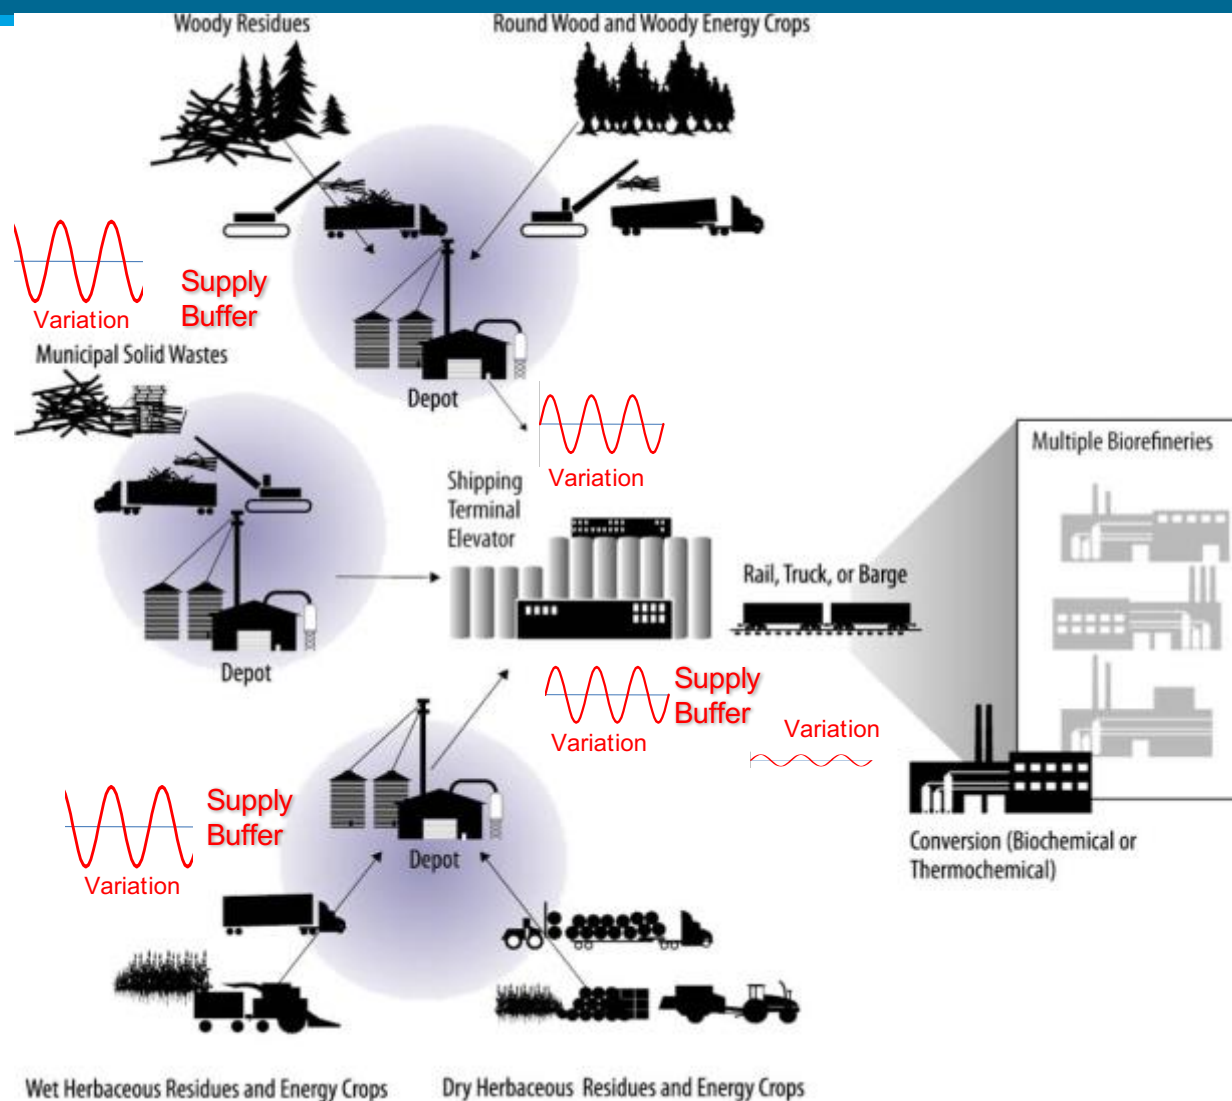 Woody Residues
Round Wood and Woody Energy Crops
Supply
Buffer
Variation
Municipal Solid Wastes
Depot
Variation
Multiple Biorefineries
Shipping
Terminal
Elevator
Rail, Truck, or Barge
Depot
Supply
Buffer
Variation
Variation
Supply
Buffer
Variation
Depot
Conversion (Biochemical or
Thermochemical)
Wet Herbaceous Residues and Energy Crops
Dry Herbaceous Residues and Energy Crops